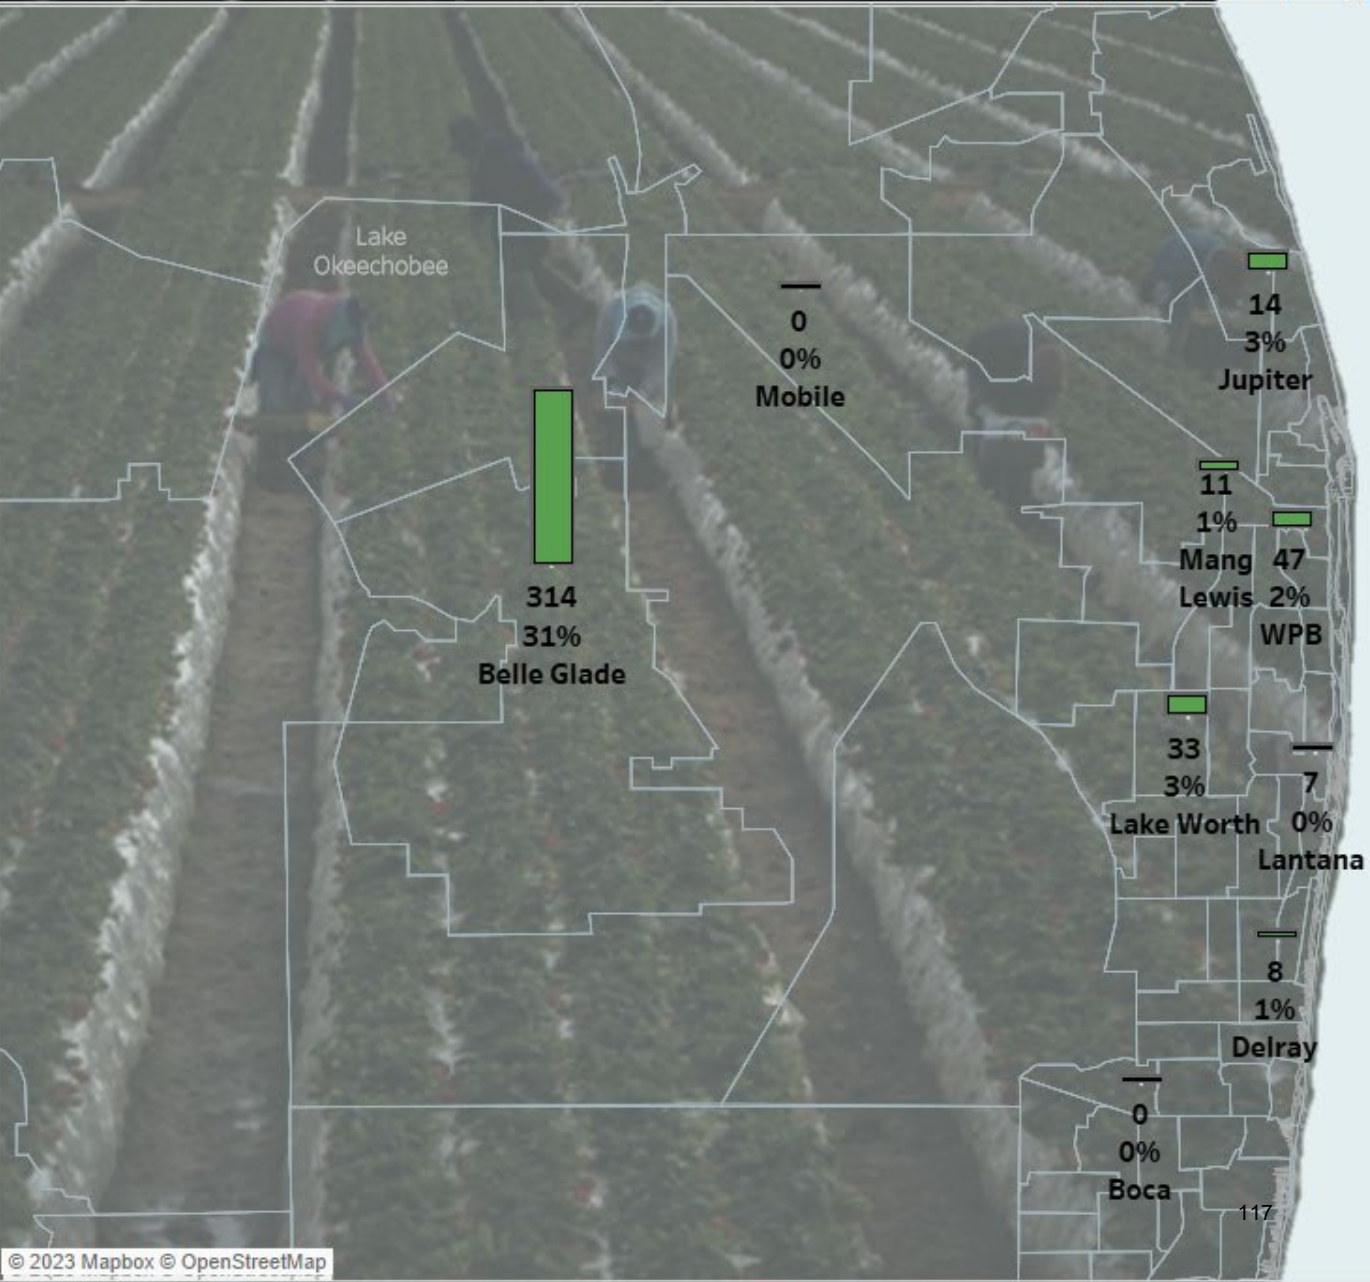 Lake
Okeechobee
0
0%
Mobile
14
3%
Jupiter
314
31%
Belle Glade
11
1%
Mang
Lewis
47
2%
WPB
33
3%
Lake Worth
7
0%
Lantana
8
1%
Delray
0
0%
Boca
117
© 2023 Mapbox © OpenStreetMap